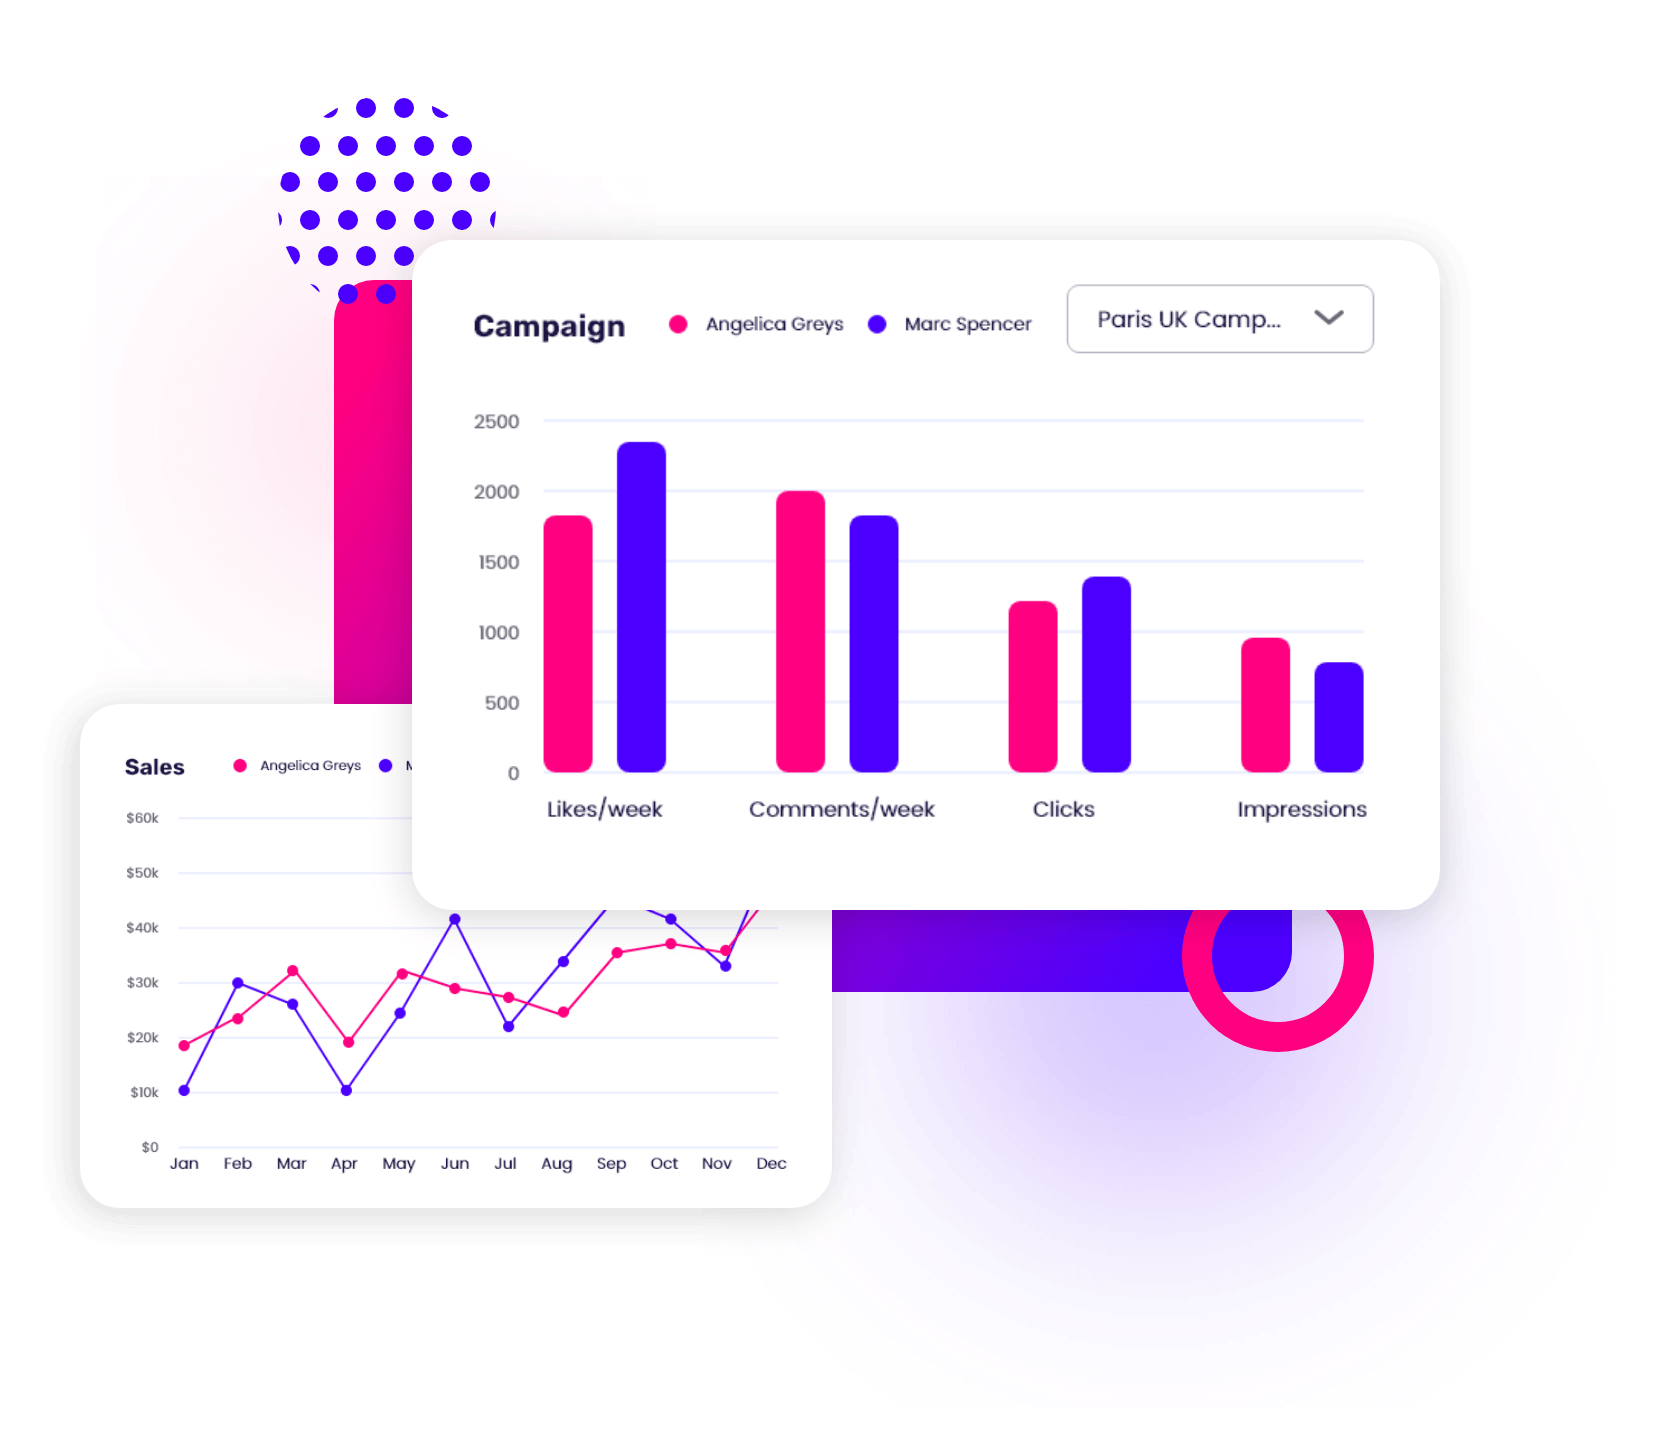 Campaign
Angelica Greys
Marc Spencer
Paris UK Camp...
2500
2000
1500
1000
500
0
Likes/week
Comments/week
Clicks
Impressions
Sales
Angelica Greys
$60k
$50k
$40k
$30k
$20k
$10k
$0
Jan Feb Mar Apr May Jun Jul Aug Sep Oct Nov Dec